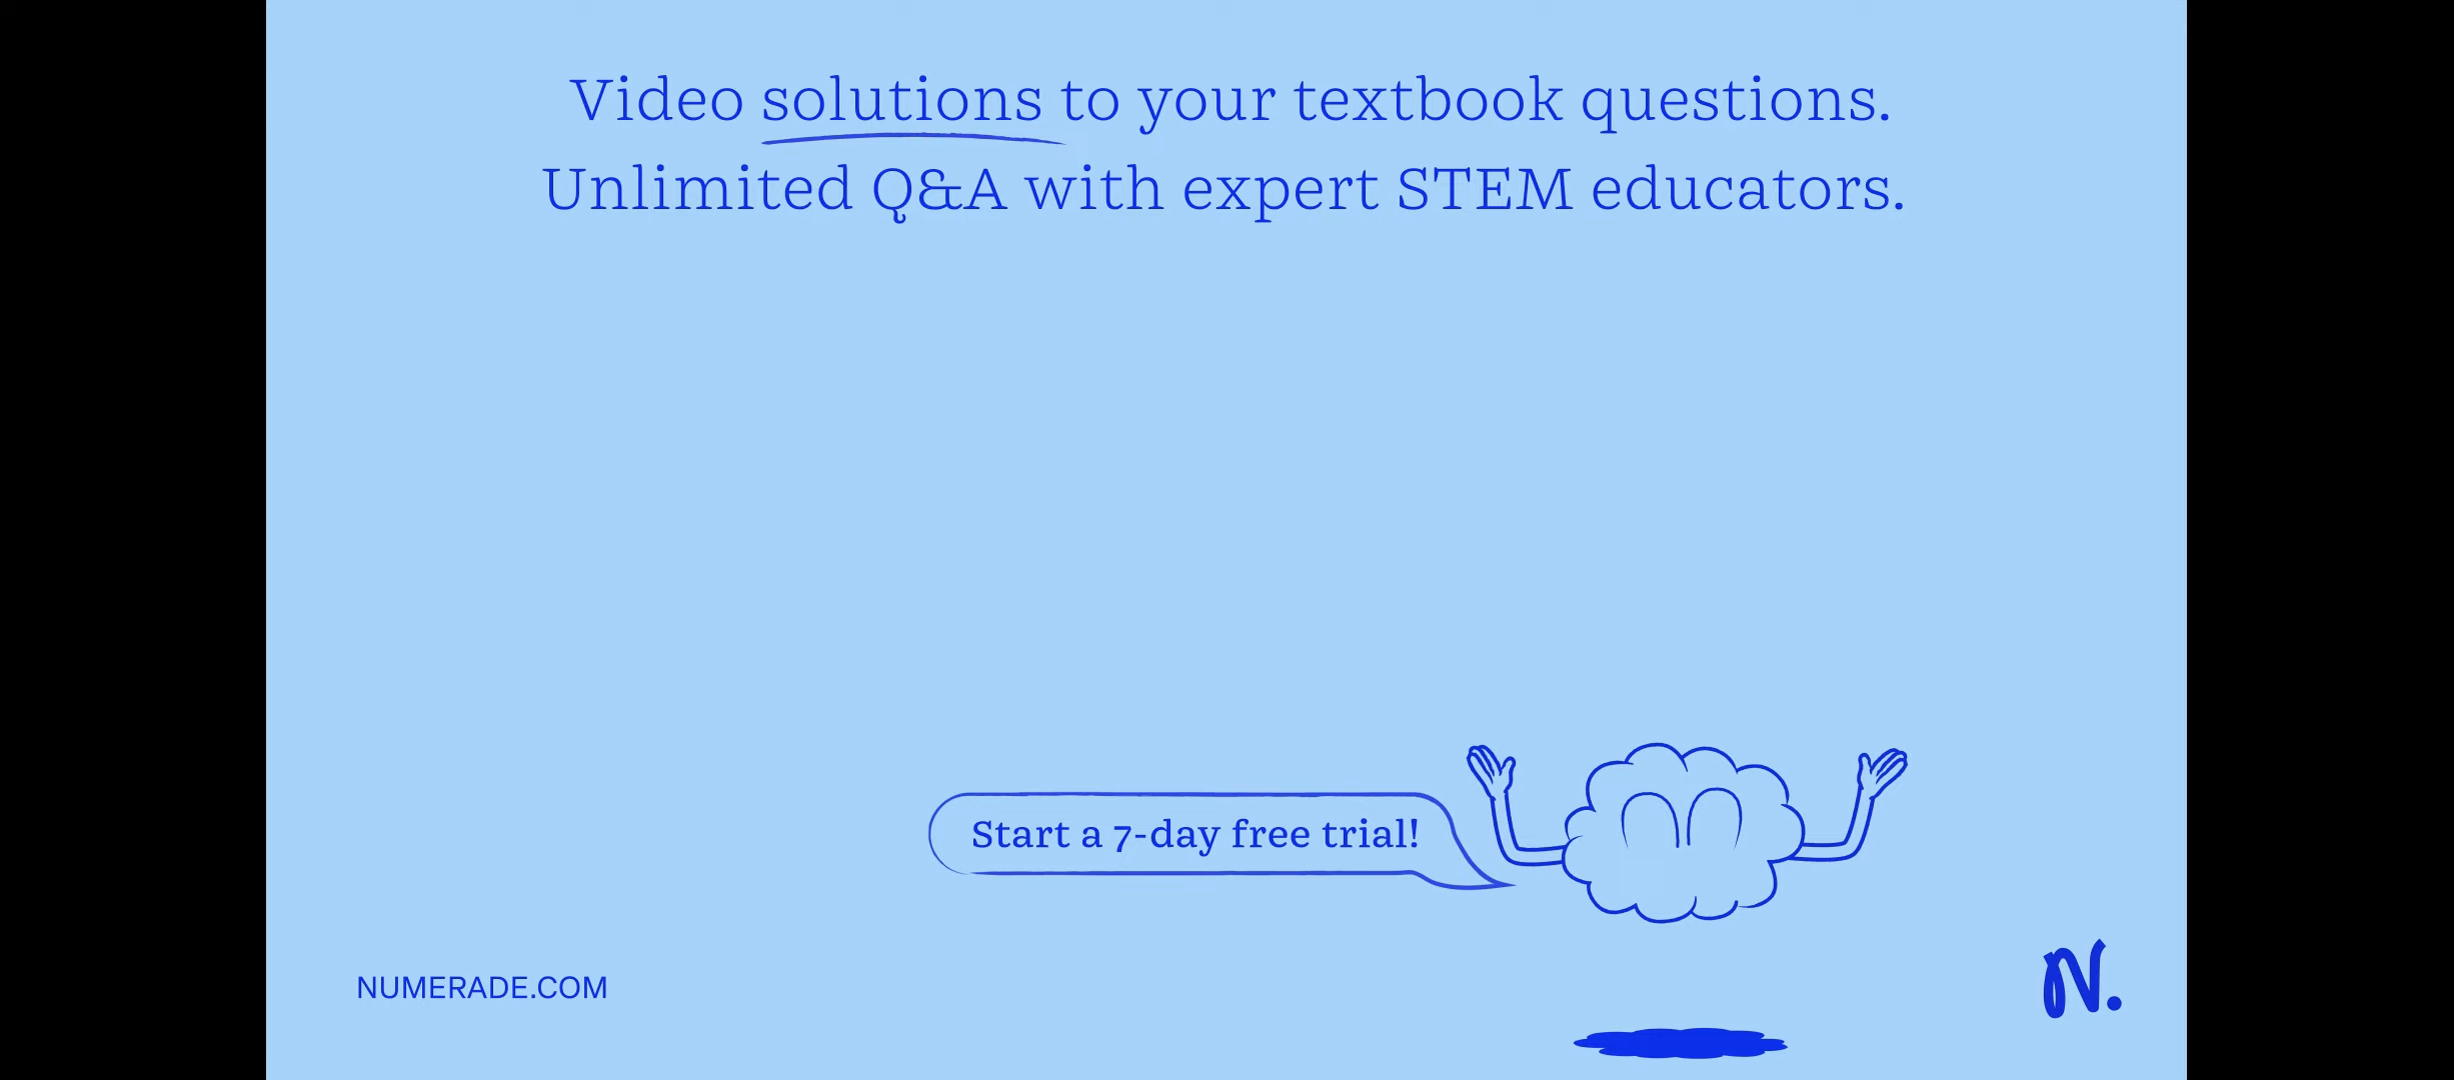 Video solutions to your textbook questions.
Unlimited Q&A with expert STEM educators.
Start a 7-day free trial!
NUMERADE.COM
N.